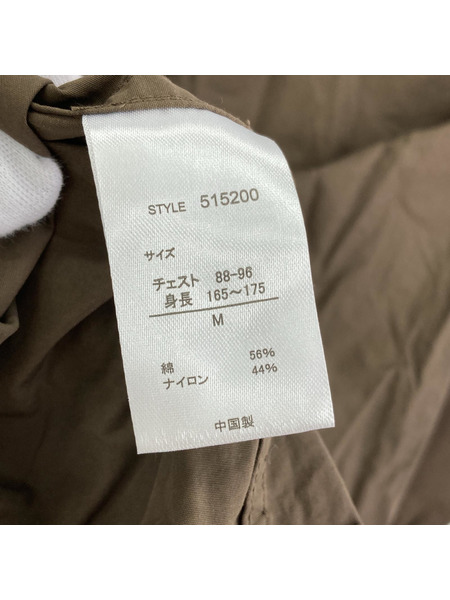 STYLE 515200
サイズ
チェスト 88-96
身長 165～175
M
綿 56%
ナイロン 44%
中国製